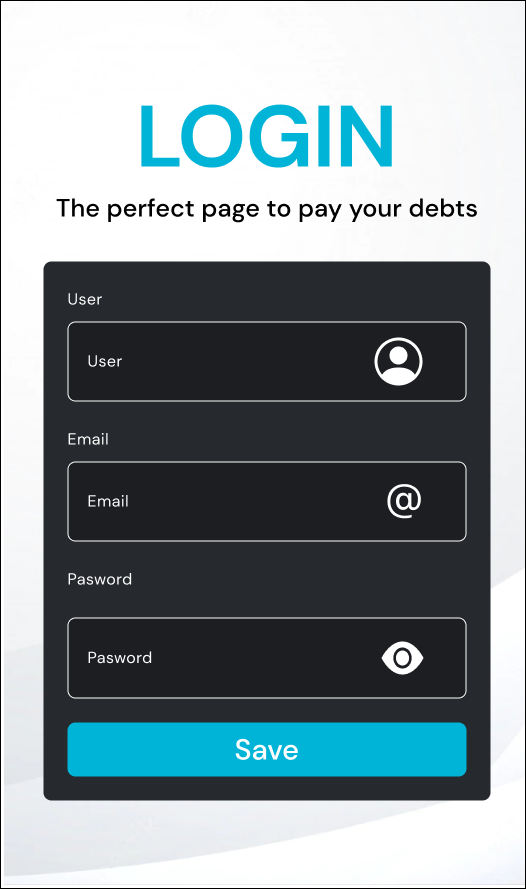 LOGIN
The perfect page to pay your debts
User
User
Email
Email
@
Pasword
Pasword
Save